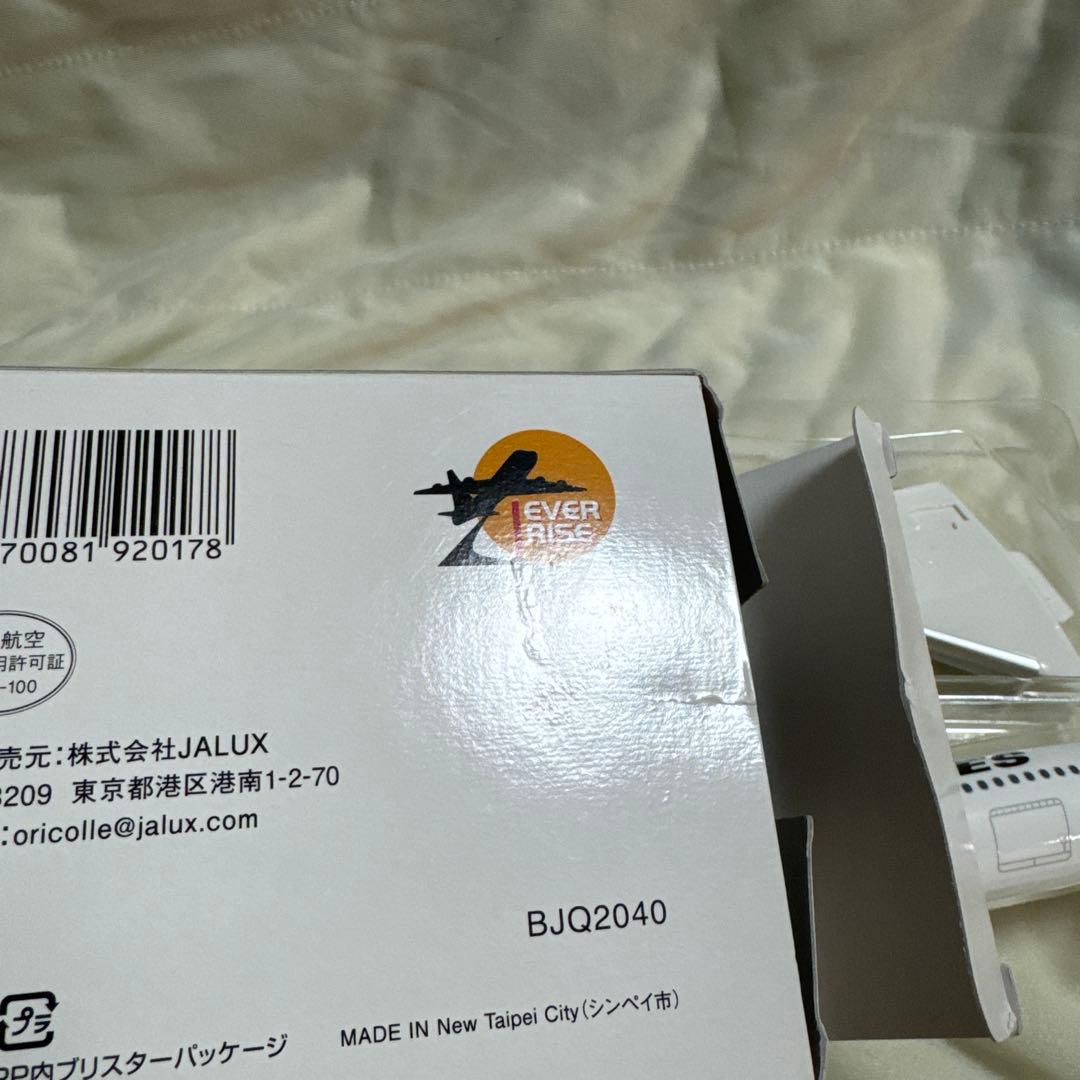 70081 920178
EVER
RISE
航空
用許可証
-100
売元:株式会社JALUX
3209 東京都港区港南1-2-70
:oricolle@jalux.com
BJQ2040
プラ
PP内ブリスターパッケージ
MADE IN New Taipei City(シンペイ市)
ES